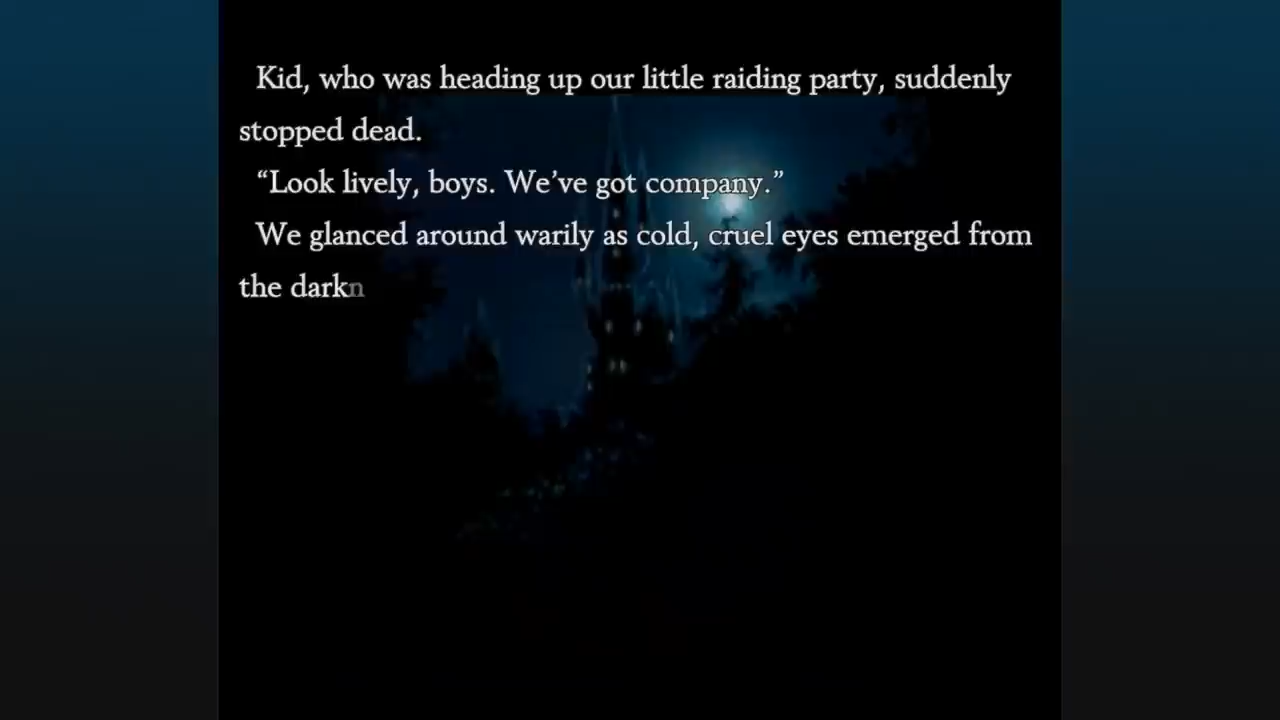 Kid, who was heading up our little raiding party, suddenly
stopped dead.
“Look lively, boys. We’ve got company.”
We glanced around warily as cold, cruel eyes emerged from
the darkn